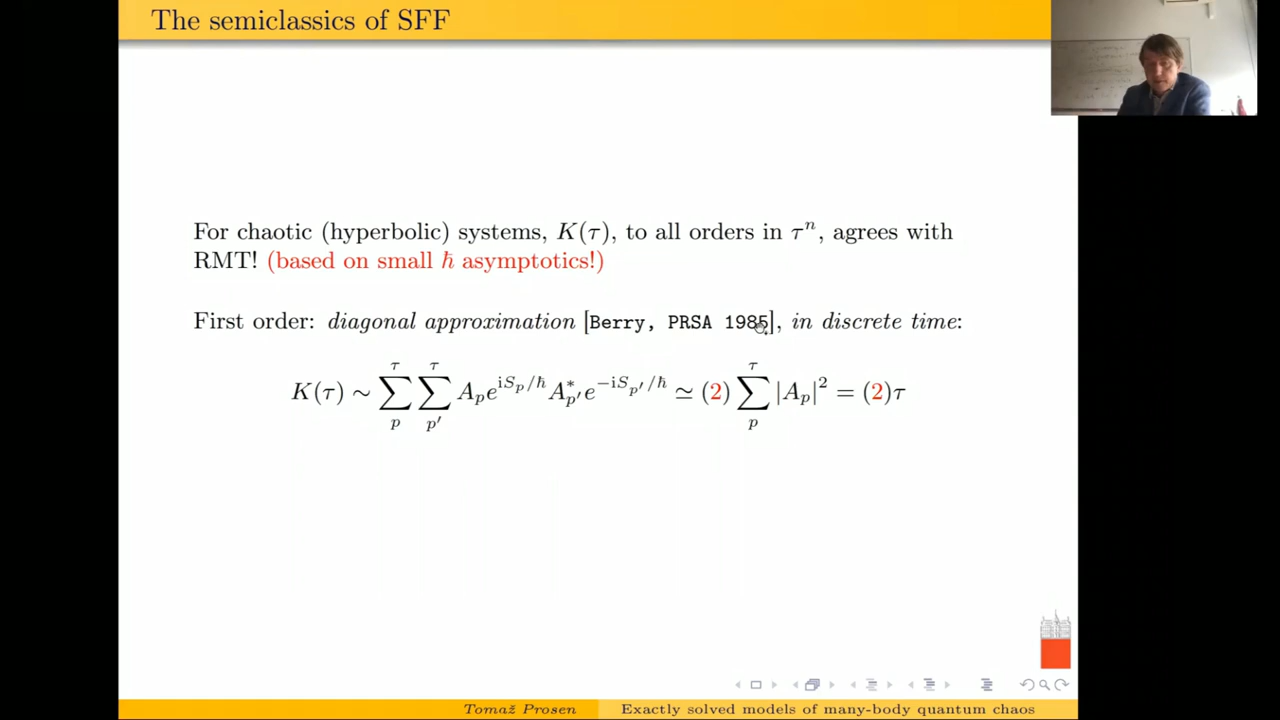 The semiclassics of SFF
For chaotic (hyperbolic) systems, K(τ), to all orders in τⁿ, agrees with
RMT! (based on small ℏ asymptotics!)
First order: diagonal approximation [Berry, PRSA 1985], in discrete time:
K(τ) ∼ ∑_p^τ ∑_{p′}^τ A_p e^{iS_p/ℏ} A*_{p′} e^{−iS_{p′}/ℏ} ≃ (2) ∑_p^τ |A_p|² = (2)τ
Tomaž Prosen Exactly solved models of many-body quantum chaos